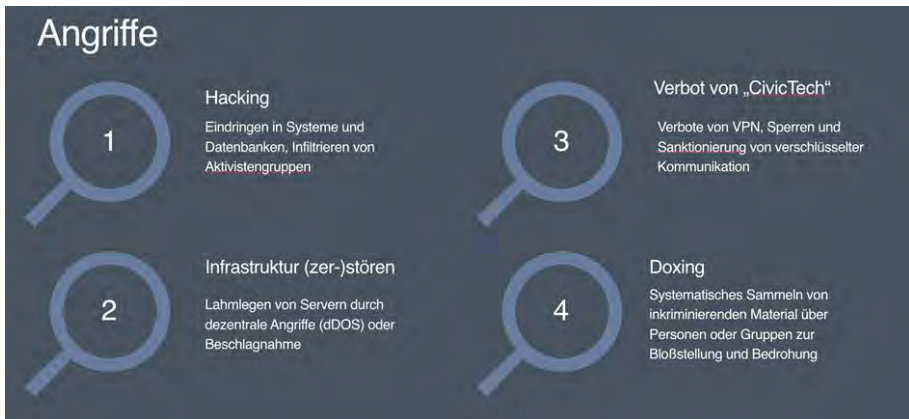 Angriffe
1
Hacking
Eindringen in Systeme und
Datenbanken, Infiltrieren von
Aktivistengruppen
2
Infrastruktur (zer-)stören
Lahmlegen von Servern durch
dezentrale Angriffe (dDOS) oder
Beschlagnahme
3
Verbot von „CivicTech“
Verbote von VPN, Sperren und
Sanktionierung von verschlüsselter
Kommunikation
4
Doxing
Systematisches Sammeln von
inkriminierenden Material über
Personen oder Gruppen zur
Bloßstellung und Bedrohung